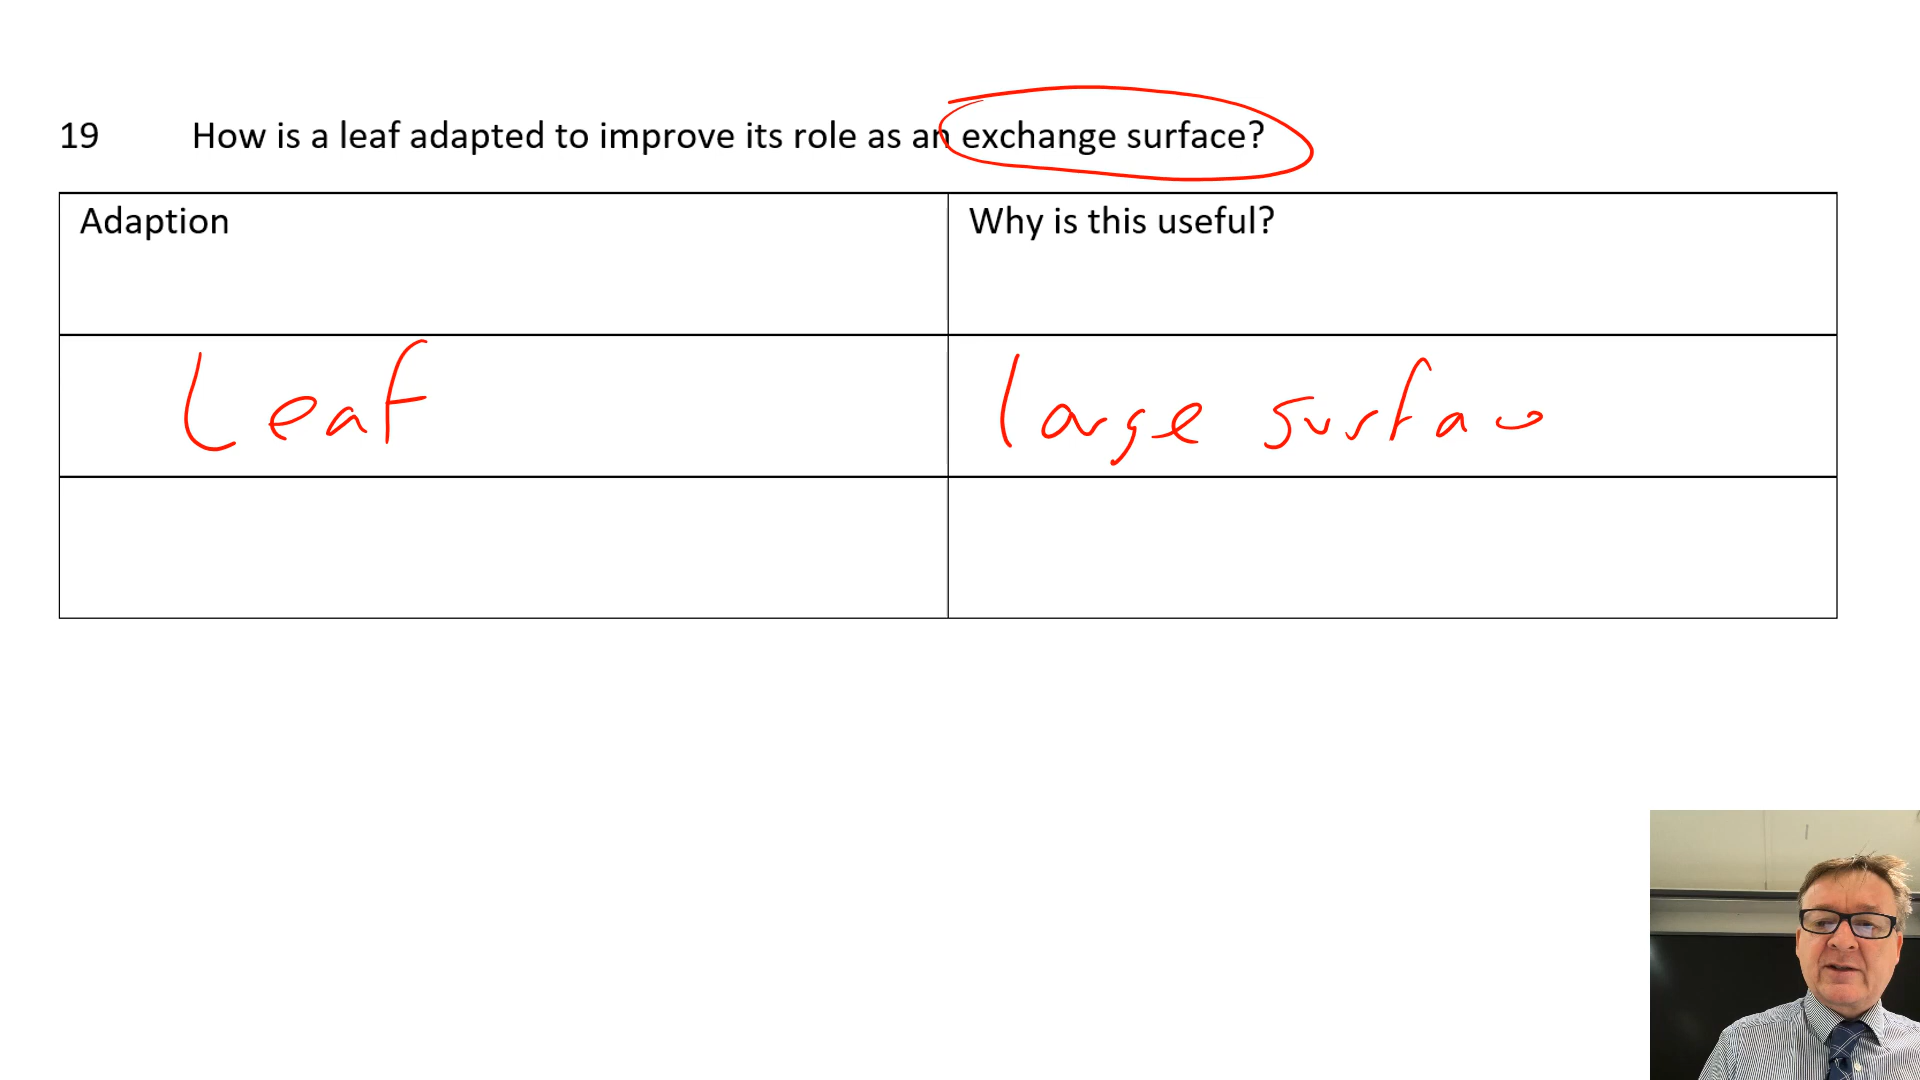 19 How is a leaf adapted to improve its role as an exchange surface?
Adaption Why is this useful?
Leaf large surface